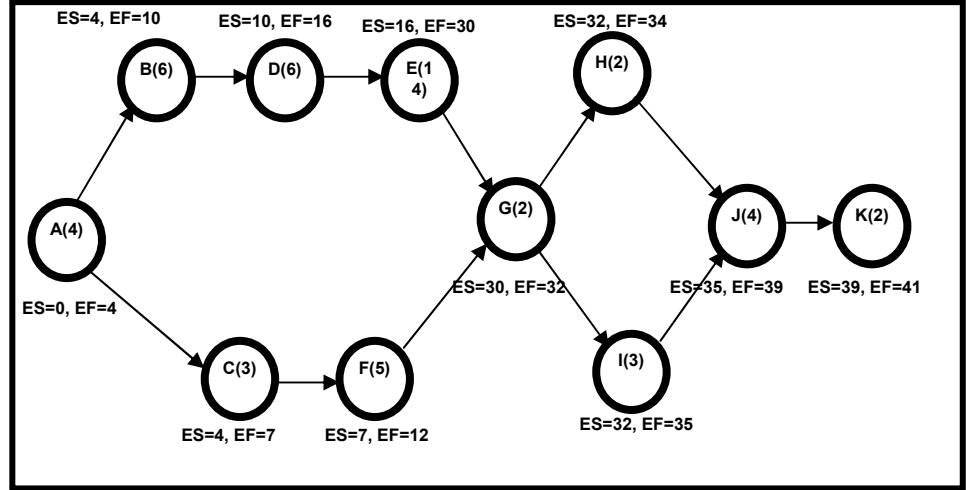 ES=4, EF=10
ES=10, EF=16
ES=16, EF=30
ES=32, EF=34
B(6)
D(6)
E(1
4)
H(2)
A(4)
G(2)
J(4)
K(2)
ES=0, EF=4
ES=30, EF=32
ES=35, EF=39
ES=39, EF=41
C(3)
F(5)
I(3)
ES=4, EF=7
ES=7, EF=12
ES=32, EF=35